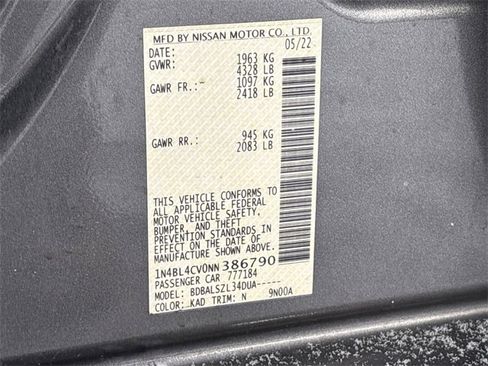 MFD BY NISSAN MOTOR CO., LTD.
DATE: 05/22
GVWR: 1963 KG
4328 LB
GAWR FR.: 1097 KG
2418 LB
GAWR RR.: 945 KG
2083 LB
THIS VEHICLE CONFORMS TO
ALL APPLICABLE FEDERAL
MOTOR VEHICLE SAFETY,
BUMPER, AND THEFT
PREVENTION STANDARDS IN
EFFECT ON THE DATE OF
MANUFACTURE SHOWN ABOVE.
1N4BL4CV0NN 386790
PASSENGER CAR 777184
MODEL: BDBALSZL34DUA-----
COLOR: KAD TRIM: N 9N00A